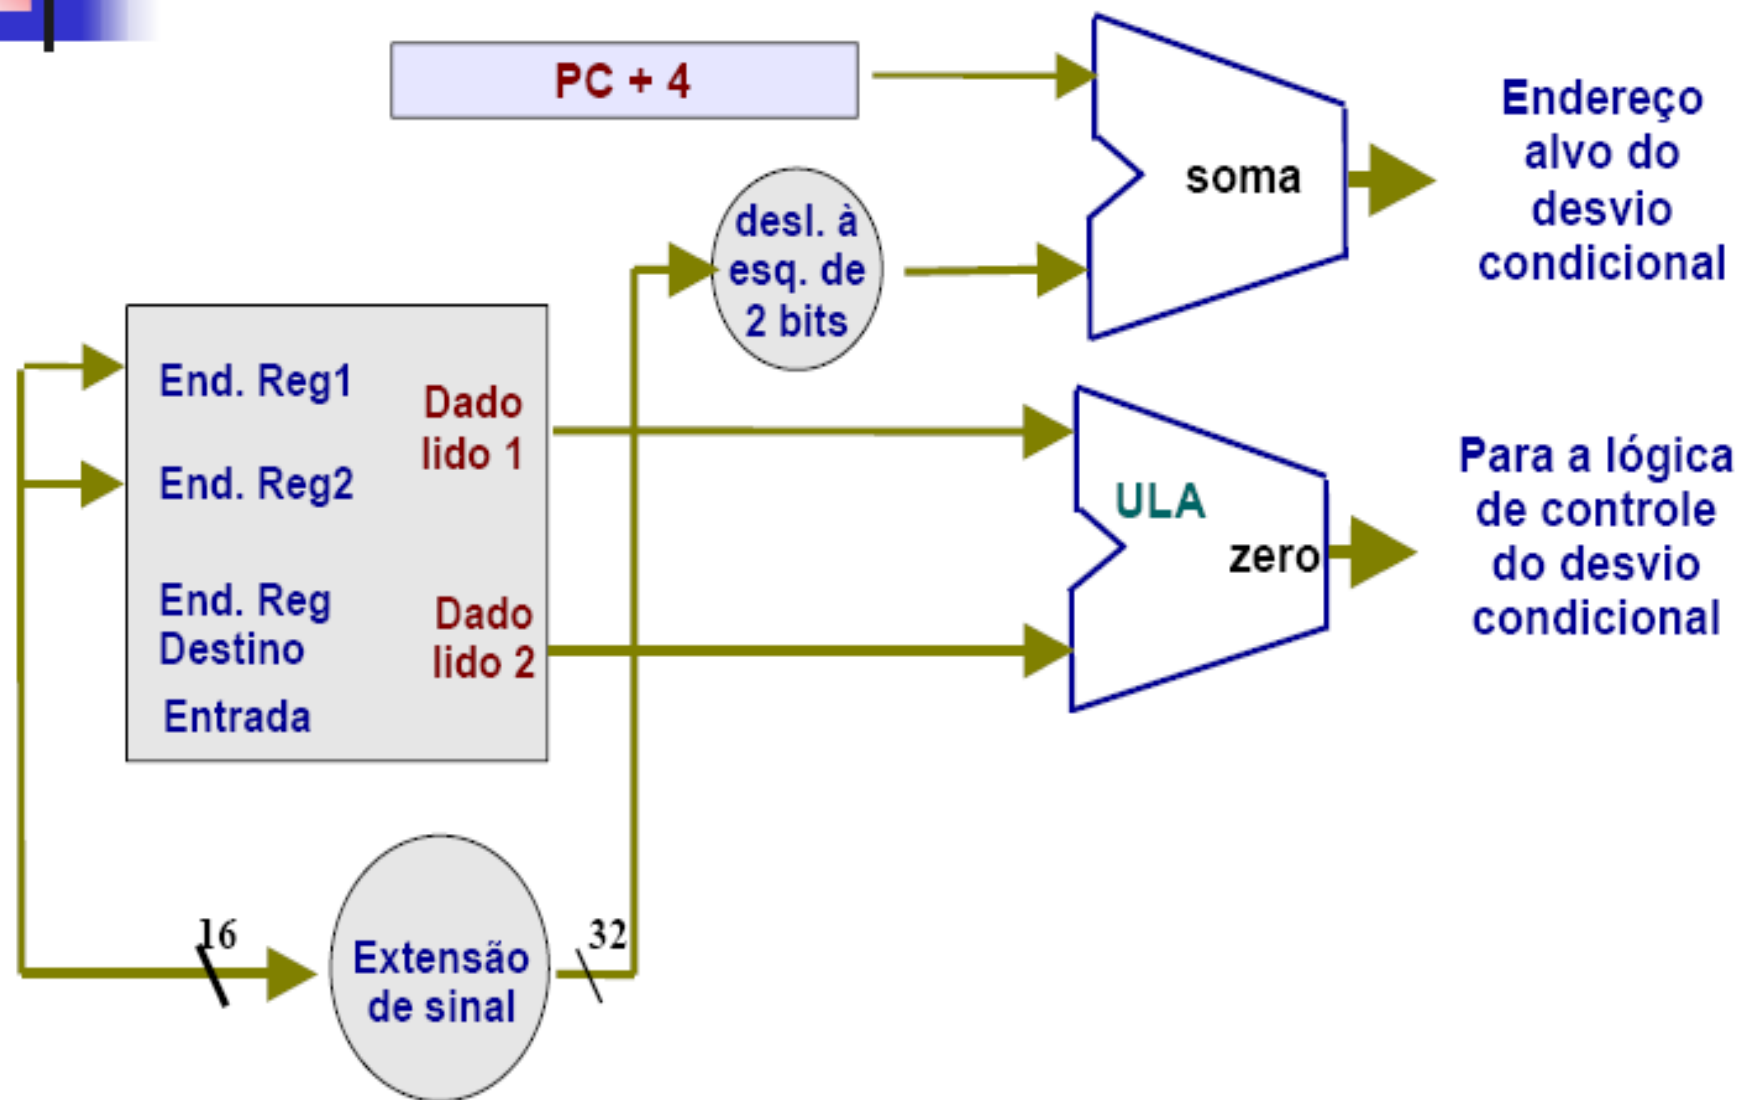 PC + 4
soma
Endereço
alvo do
desvio
condicional
desl. à
esq. de
2 bits
End. Reg1
Dado
lido 1
End. Reg2
End. Reg
Destino
Dado
lido 2
Entrada
ULA
zero
Para a lógica
de controle
do desvio
condicional
16
Extensão
de sinal
32